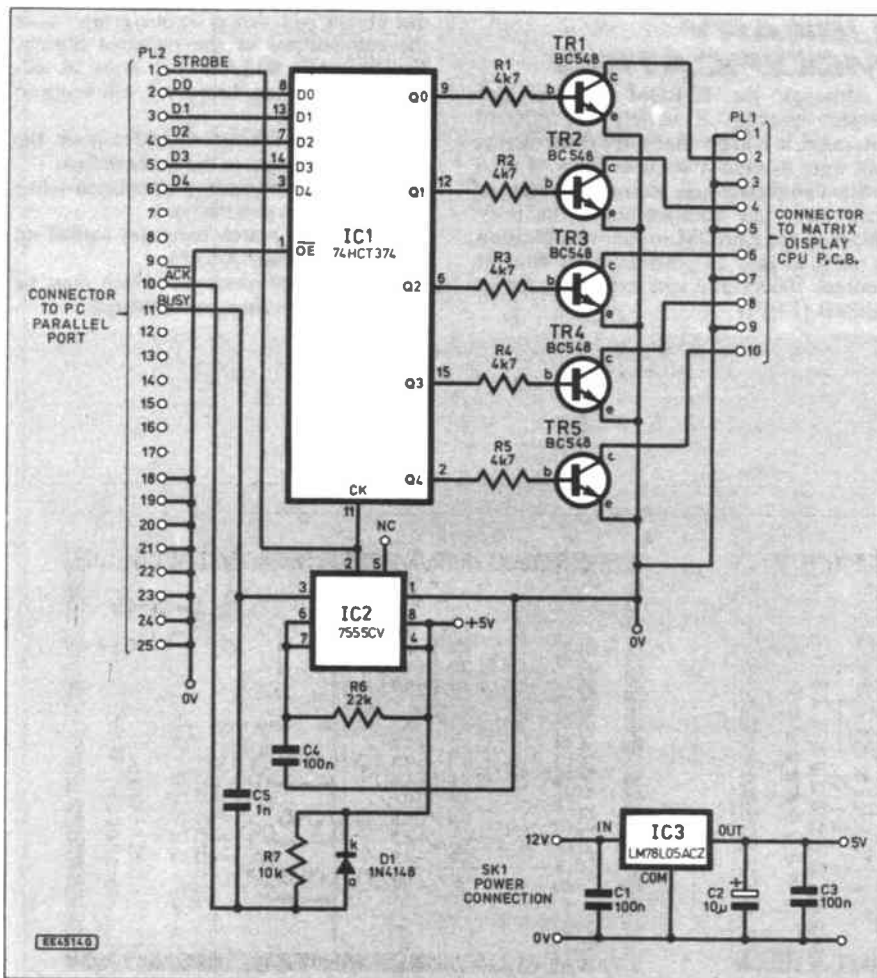 PL2
1 STROBE
2 D0
3 D1
4 D2
5 D3
6 D4
7
8
9
10 ACK
11 BUSY
12
13
14
15
16
17
18
19
20
21
22
23
24
25
0V
CONNECTOR
TO PC
PARALLEL
PORT
8 D0
13 D1
7 D2
14 D3
3 D4
1 OE
IC1
74HCT374
Q0 9
Q1 12
Q2 6
Q3 15
Q4 2
CK
11
R1
4k7
R2
4k7
R3
4k7
R4
4k7
R5
4k7
TR1
BC548
b
c
e
TR2
BC548
b
c
e
TR3
BC548
b
c
e
TR4
BC548
b
c
e
TR5
BC548
b
c
e
PL1
1
2
3
4
5
6
7
8
9
10
CONNECTOR
TO MATRIX
DISPLAY
CPU P.C.B.
0V
NC
2 5
3 1
6 8
7 4
IC2
7555CV
+5V
R6
22k
C4
100n
C5
1n
R7
10k
k
a
D1
1N4148
SK1
POWER
CONNECTION
12V
IN
IC3
LM78L05ACZ
COM
OUT
5V
C1
100n
+
C2
10µ
C3
100n
0V
EE4514G